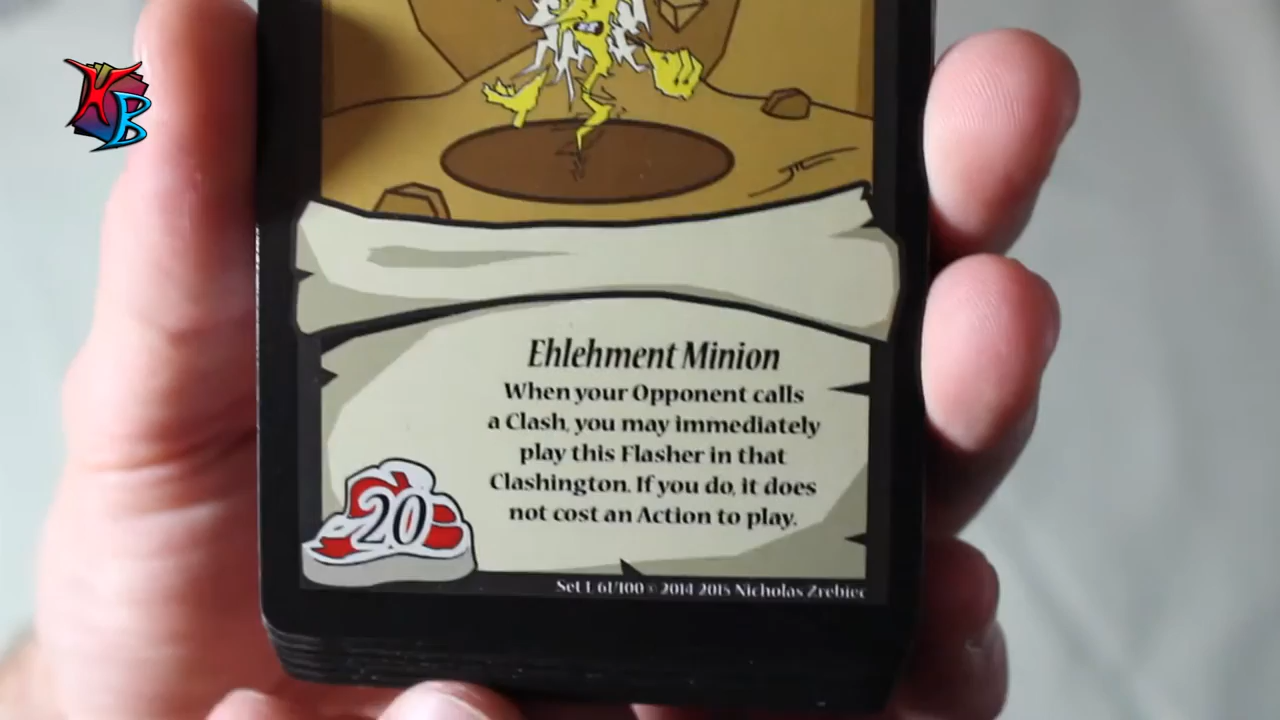 KB
Ehlehment Minion
When your Opponent calls
a Clash, you may immediately
play this Flasher in that
Clashington. If you do, it does
not cost an Action to play.
20
Set 1, 61/100 © 2014 2015 Nicholas Zrebiec